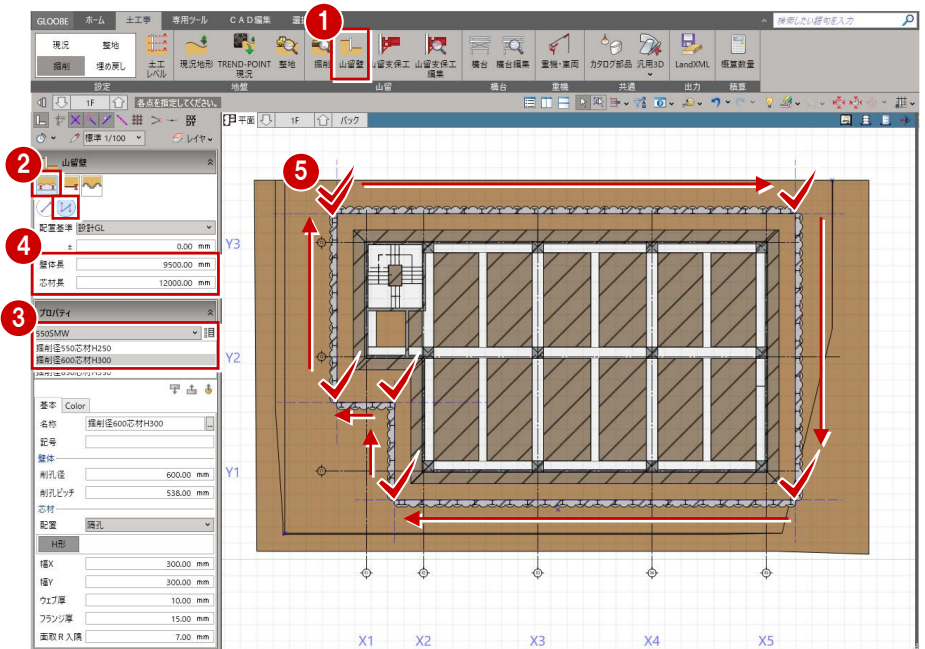 1
GLOOBE ホーム 土工事 専用ツール CAD編集 選
検索したい語句を入力
現況 整地
掘削 埋め戻し
土工レベル
現況地形
TREND-POINT 現況
整地
掘削
山留壁
山留支保工
山留支保工編集
構台
構台編集
重機・車両
カタログ部品
汎用3D
LandXML
概算数量
設定 地盤 山留 構台 重機 共通 出力 積算
1F 各点を指定してください。
平面 1F パック
標準 1/100 レイヤ
2
山留壁
5
配置基準 設計GL
± 0.00 mm
4
壁体長 9500.00 mm
芯材長 12000.00 mm
3
プロパティ
550SMW
掘削径550芯材H250
掘削径600芯材H300
掘削径650芯材H350
基本 Color
名称 掘削径600芯材H300 ...
記号
壁体
削孔径 600.00 mm
削孔ピッチ 538.00 mm
芯材
配置 隔孔
H形
幅X 300.00 mm
幅Y 300.00 mm
ウェブ厚 10.00 mm
フランジ厚 15.00 mm
面取R入隅 7.00 mm
Y3
Y2
Y1
X1 X2 X3 X4 X5